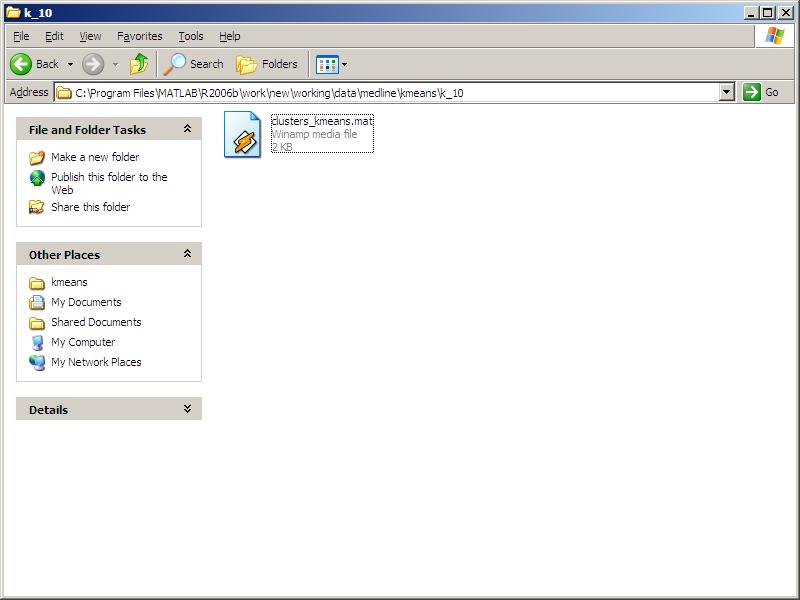 k_10
File Edit View Favorites Tools Help
Back Search Folders
Address C:\Program Files\MATLAB\R2006b\work\new\working\data\medline\kmeans\k_10 Go
File and Folder Tasks
Make a new folder
Publish this folder to the
Web
Share this folder
Other Places
kmeans
My Documents
Shared Documents
My Computer
My Network Places
Details
clusters_kmeans.mat
Winamp media file
2 KB